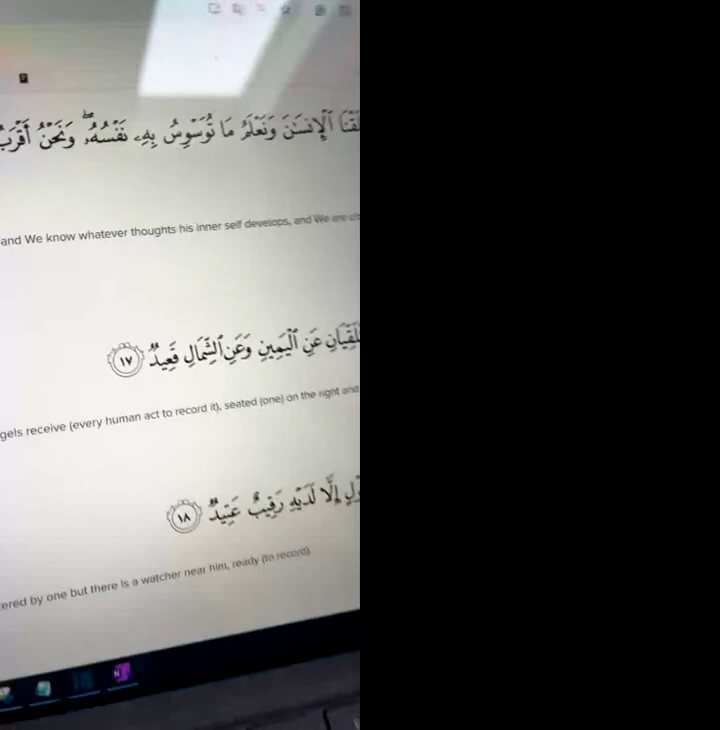 ٱلْإِنسَـٰنَ وَنَعْلَمُ مَا تُوَسْوِسُ بِهِۦ نَفْسُهُۥ ۖ وَنَحْنُ أَقْرَبُ
and We know whatever thoughts his inner self develops, and We are
عَنِ ٱلْيَمِينِ وَعَنِ ٱلشِّمَالِ قَعِيدٌ ١٧
gels receive (every human act to record it), seated (one) on the right and
إِلَّا لَدَيْهِ رَقِيبٌ عَتِيدٌ ١٨
ered by one but there is a watcher near him, ready (to record).